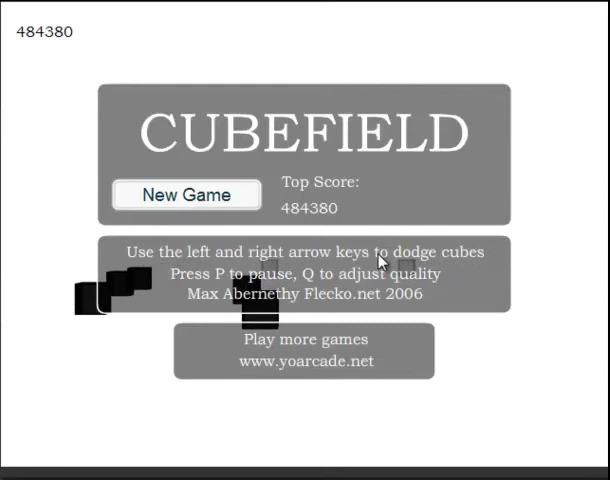 484380
CUBEFIELD
New Game
Top Score:
484380
Use the left and right arrow keys to dodge cubes
Press P to pause, Q to adjust quality
Max Abernethy Flecko.net 2006
Play more games
www.yoarcade.net